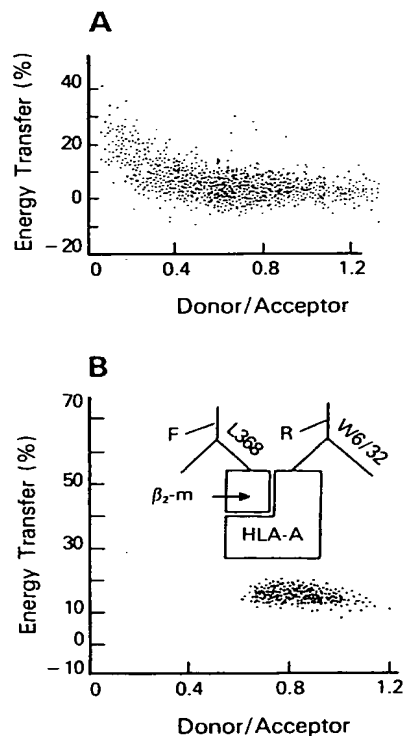 A
Energy Transfer (%)
40
20
0
−20
0 0.4 0.8 1.2
Donor/Acceptor
B
Energy Transfer (%)
70
50
30
10
0
−10
F L368 R W6/32
β₂-m
HLA-A
0 0.4 0.8 1.2
Donor/Acceptor